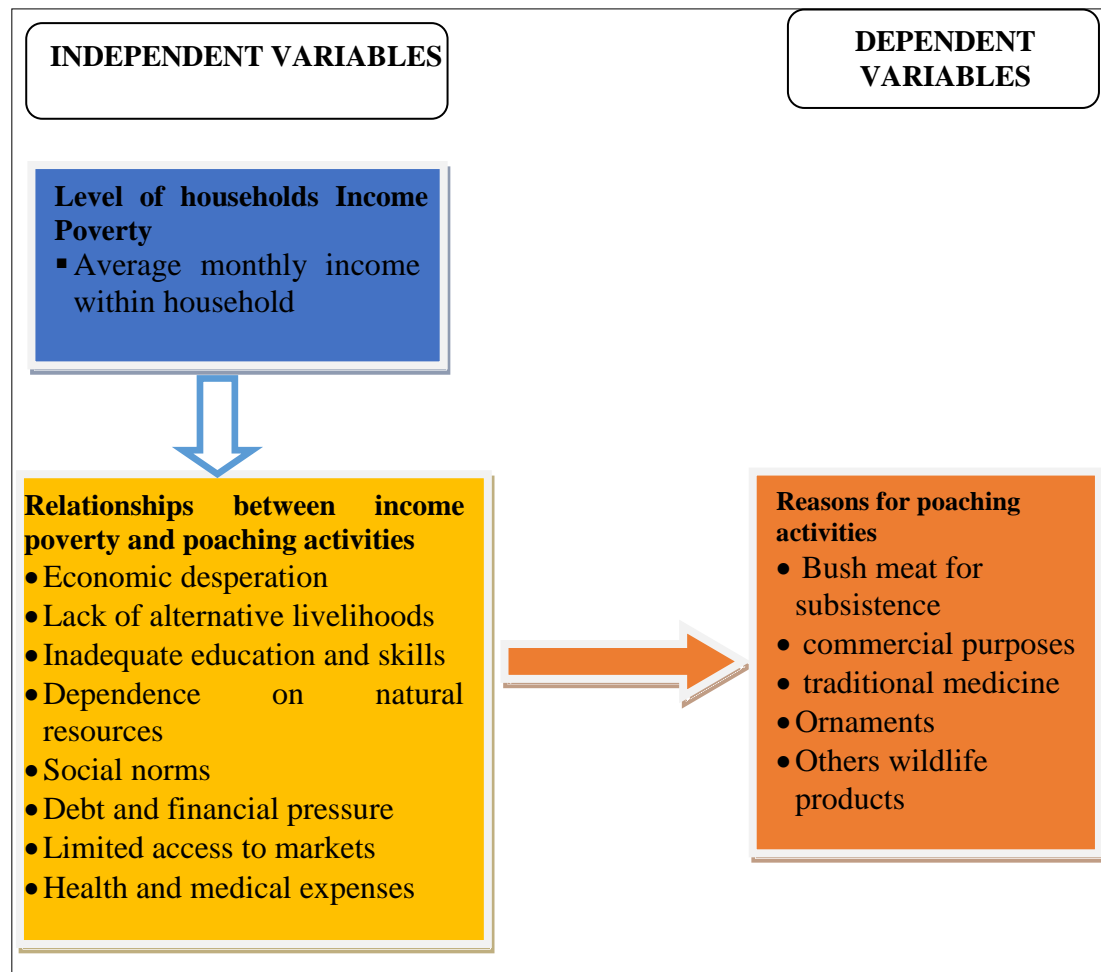 INDEPENDENT VARIABLES
DEPENDENT
VARIABLES
Level of households Income
Poverty
▪ Average monthly income
within household
Relationships between income
poverty and poaching activities
• Economic desperation
• Lack of alternative livelihoods
• Inadequate education and skills
• Dependence on natural
resources
• Social norms
• Debt and financial pressure
• Limited access to markets
• Health and medical expenses
Reasons for poaching
activities
• Bush meat for
subsistence
• commercial purposes
• traditional medicine
• Ornaments
• Others wildlife
products